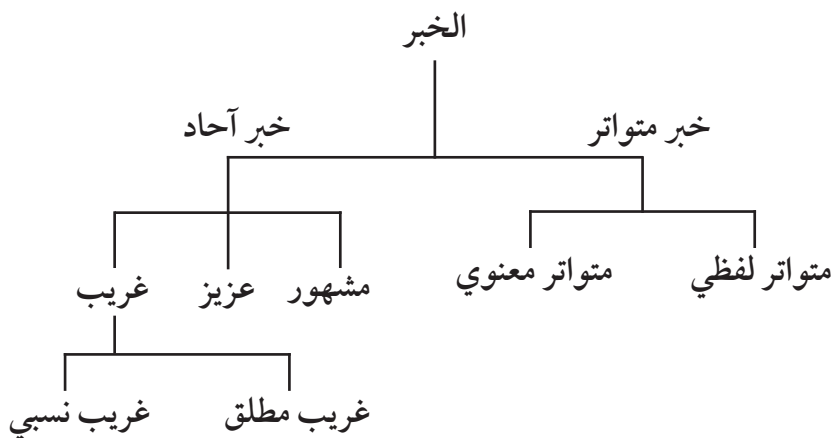 الخبر
خبر متواتر
خبر آحاد
متواتر لفظي
متواتر معنوي
مشهور
عزيز
غريب
غريب مطلق
غريب نسبي